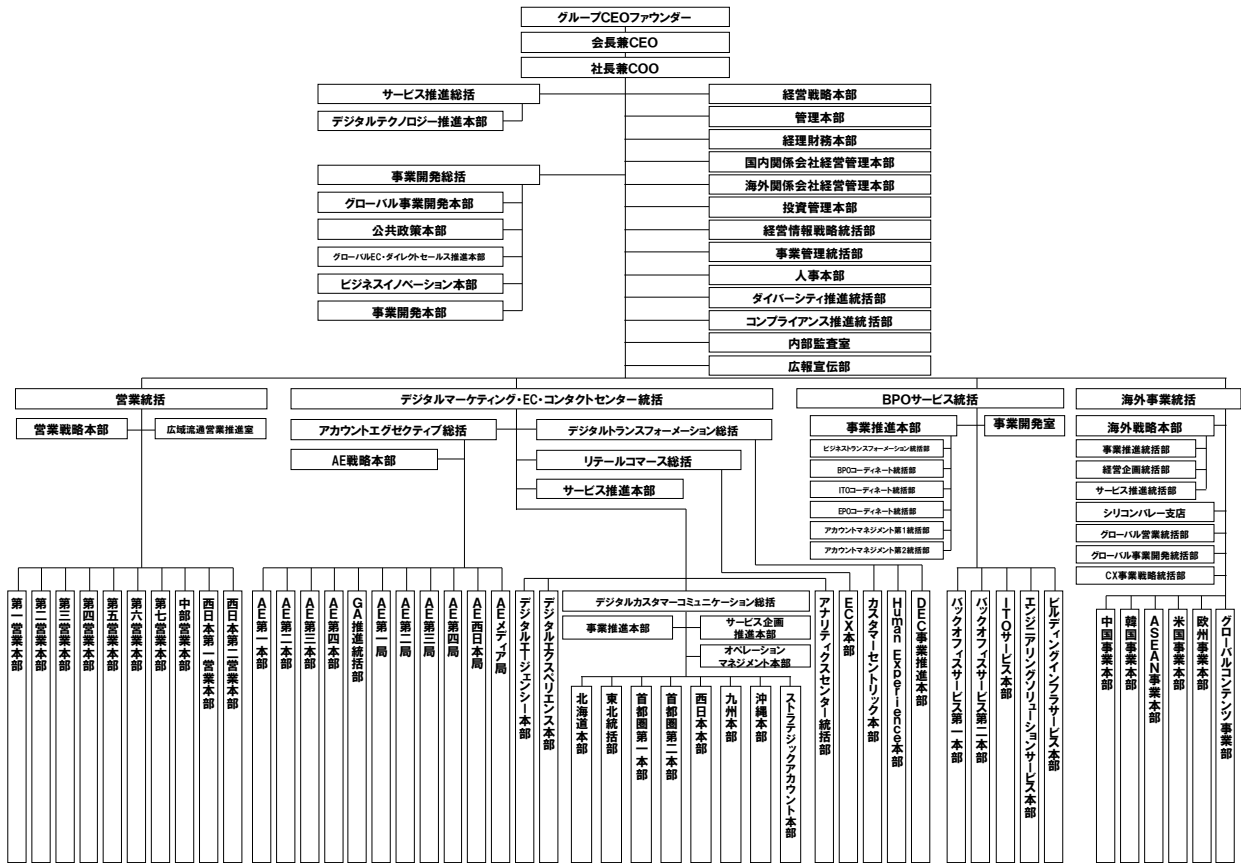 グループCEOファウンダー
会長兼CEO
社長兼COO
サービス推進総括
デジタルテクノロジー推進本部
事業開発総括
グローバル事業開発本部
公共政策本部
グローバルEC・ダイレクトセールス推進本部
ビジネスイノベーション本部
事業開発本部
経営戦略本部
管理本部
経理財務本部
国内関係会社経営管理本部
海外関係会社経営管理本部
投資管理本部
経営情報戦略統括部
事業管理統括部
人事本部
ダイバーシティ推進統括部
コンプライアンス推進統括部
内部監査室
広報宣伝部
営業統括
営業戦略本部
広域流通営業推進室
第一営業本部
第二営業本部
第三営業本部
第四営業本部
第五営業本部
第六営業本部
第七営業本部
中部営業本部
西日本第一営業本部
西日本第二営業本部
デジタルマーケティング・EC・コンタクトセンター統括
アカウントエグゼクティブ総括
AE戦略本部
デジタルトランスフォーメーション総括
リテールコマース総括
サービス推進本部
AE第一本部
AE第二本部
AE第三本部
AE第四本部
GA推進統括部
AE第一局
AE第二局
AE第三局
AE第四局
AE西日本局
AEメディア局
デジタルエージェンシー本部
デジタルエクスペリエンス本部
デジタルカスタマーコミュニケーション総括
事業推進本部
サービス企画
推進本部
オペレーション
マネジメント本部
北海道本部
東北統括部
首都圏第一本部
首都圏第二本部
西日本本部
九州本部
沖縄本部
ストラテジックアカウント本部
アナリティクスセンター統括部
ECX本部
カスタマーセントリック本部
Human Experience本部
DEC事業推進本部
BPOサービス統括
事業推進本部
事業開発室
ビジネストランスフォーメーション統括部
BPOコーディネート統括部
ITOコーディネート統括部
EPOコーディネート統括部
アカウントマネジメント第1統括部
アカウントマネジメント第2統括部
バックオフィスサービス第一本部
バックオフィスサービス第二本部
ITOサービス本部
エンジニアリングソリューションサービス本部
ビルディングインフラサービス本部
海外事業統括
海外戦略本部
事業推進統括部
経営企画統括部
サービス推進統括部
シリコンバレー支店
グローバル営業統括部
グローバル事業開発統括部
CX事業戦略統括部
中国事業本部
韓国事業本部
ASEAN事業本部
米国事業本部
欧州事業本部
グローバルコンテンツ事業部